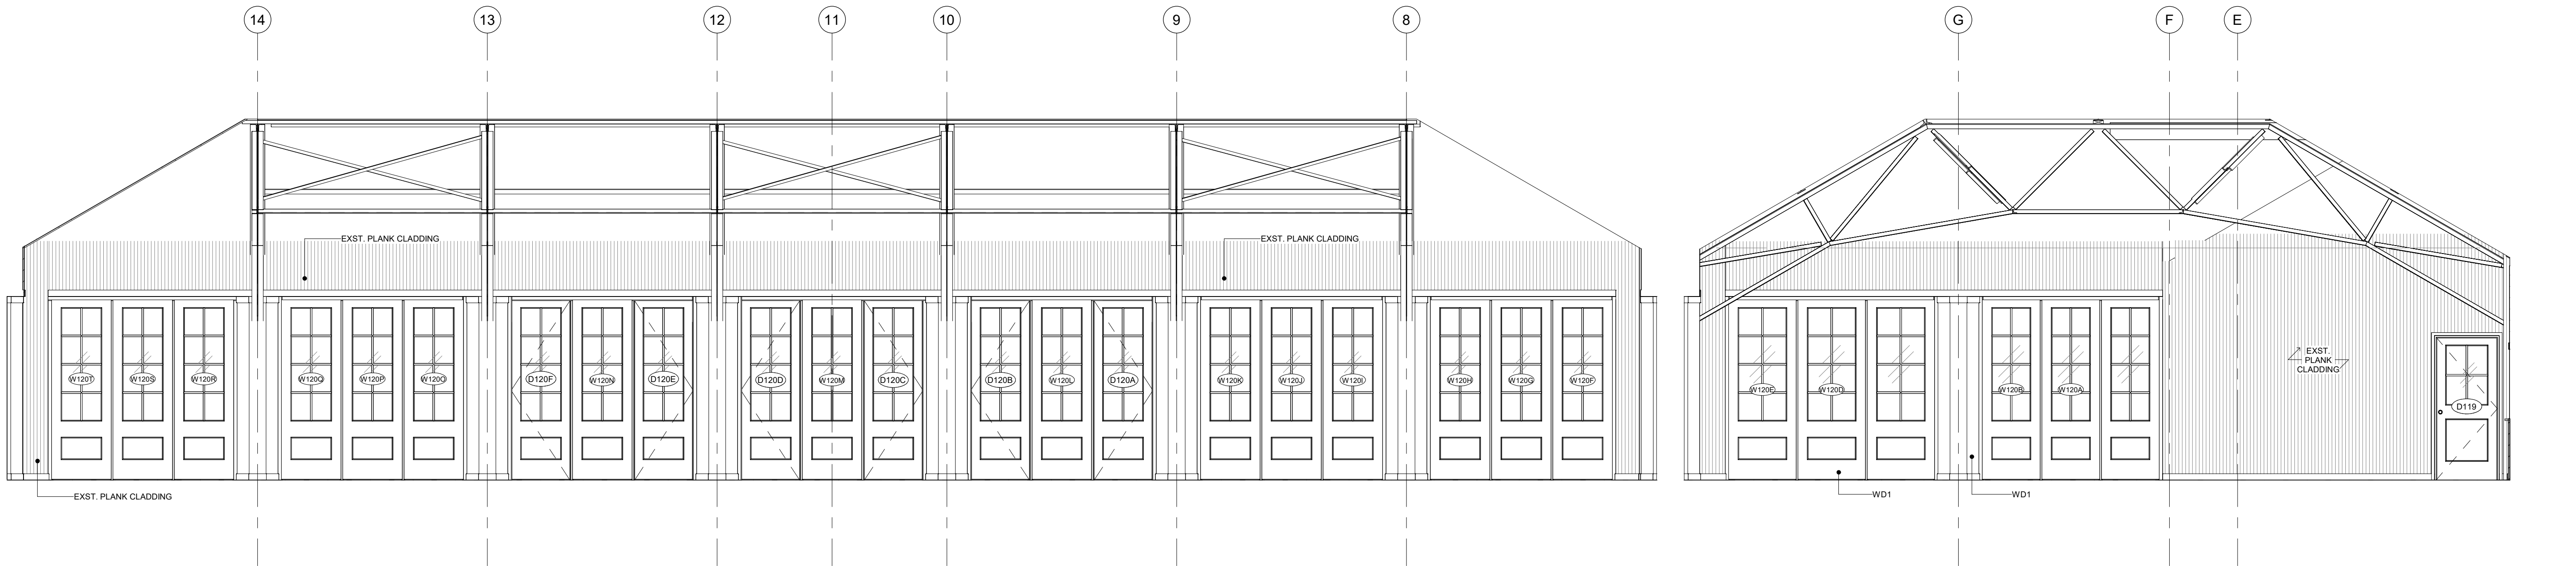 14 13 12 11 10 9 8 G F E
EXST. PLANK CLADDING
EXST. PLANK CLADDING
W120T W120S W120R W120Q W120P W120O D120F W120N D120E D120D W120M D120C D120B W120L D120A W120K W120J W120I W120H W120G W120F
W120E W120D W120B W120A
EXST.
PLANK
CLADDING
D119
EXST. PLANK CLADDING
WD1
WD1